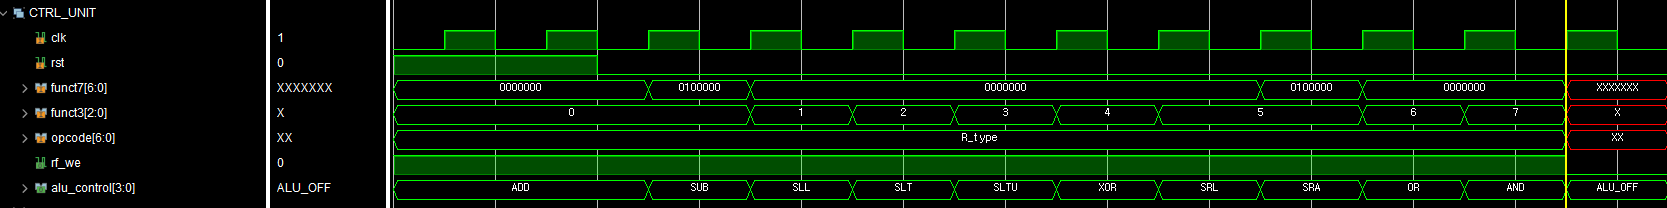 CTRL_UNIT
clk 1
rst 0
funct7[6:0] XXXXXXX 0000000 0100000 0000000 0100000 0000000 XXXXXXX
funct3[2:0] X 0 1 2 3 4 5 6 7 X
opcode[6:0] XX R_type XX
rf_we 0
alu_control[3:0] ALU_OFF ADD SUB SLL SLT SLTU XOR SRL SRA OR AND ALU_OFF